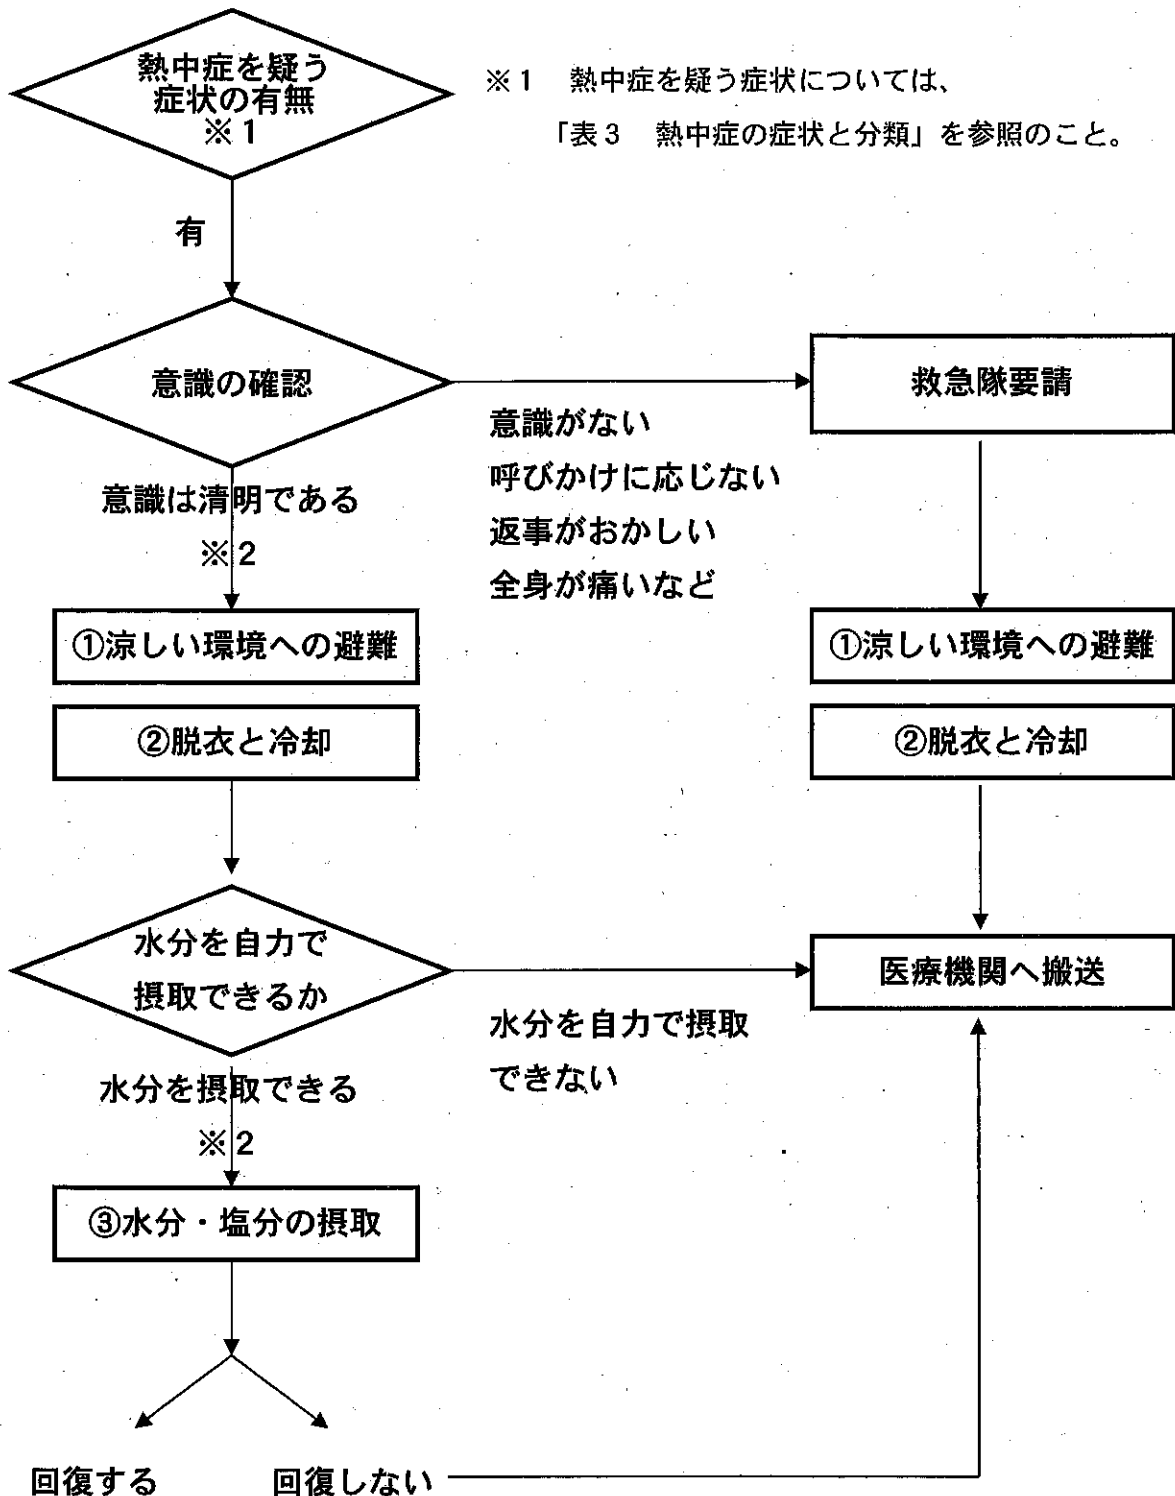 熱中症を疑う
症状の有無
※1
※1 熱中症を疑う症状については、
「表3 熱中症の症状と分類」を参照のこと。
有
意識の確認
救急隊要請
意識がない
呼びかけに応じない
返事がおかしい
全身が痛いなど
意識は清明である
※2
①涼しい環境への避難
①涼しい環境への避難
②脱衣と冷却
②脱衣と冷却
水分を自力で
摂取できるか
医療機関へ搬送
水分を自力で摂取
できない
水分を摂取できる
※2
③水分・塩分の摂取
回復する
回復しない